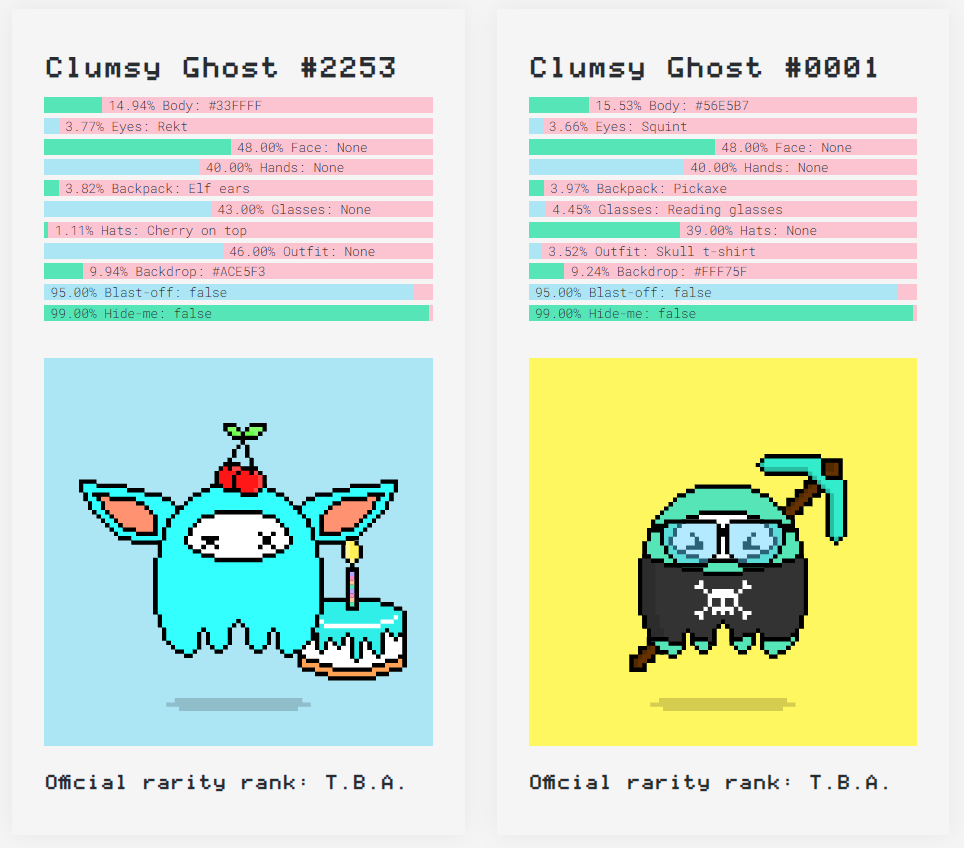 Clumsy Ghost #2253
14.94% Body: #33FFFF
3.77% Eyes: Rekt
48.00% Face: None
40.00% Hands: None
3.82% Backpack: Elf ears
43.00% Glasses: None
1.11% Hats: Cherry on top
46.00% Outfit: None
9.94% Backdrop: #ACE5F3
95.00% Blast-off: false
99.00% Hide-me: false
Official rarity rank: T.B.A.
Clumsy Ghost #0001
15.53% Body: #56E5B7
3.66% Eyes: Squint
48.00% Face: None
40.00% Hands: None
3.97% Backpack: Pickaxe
4.45% Glasses: Reading glasses
39.00% Hats: None
3.52% Outfit: Skull t-shirt
9.24% Backdrop: #FFF75F
95.00% Blast-off: false
99.00% Hide-me: false
Official rarity rank: T.B.A.